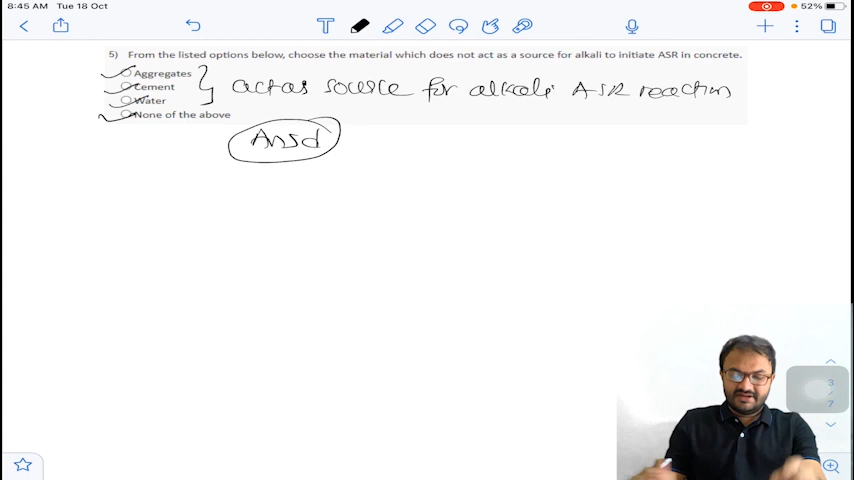 8:45 AM Tue 18 Oct
52%
T
5) From the listed options below, choose the material which does not act as a source for alkali to initiate ASR in concrete.
Aggregates
Cement
Water
None of the above
act as source for alkali ASR reaction
Ans d
3
7